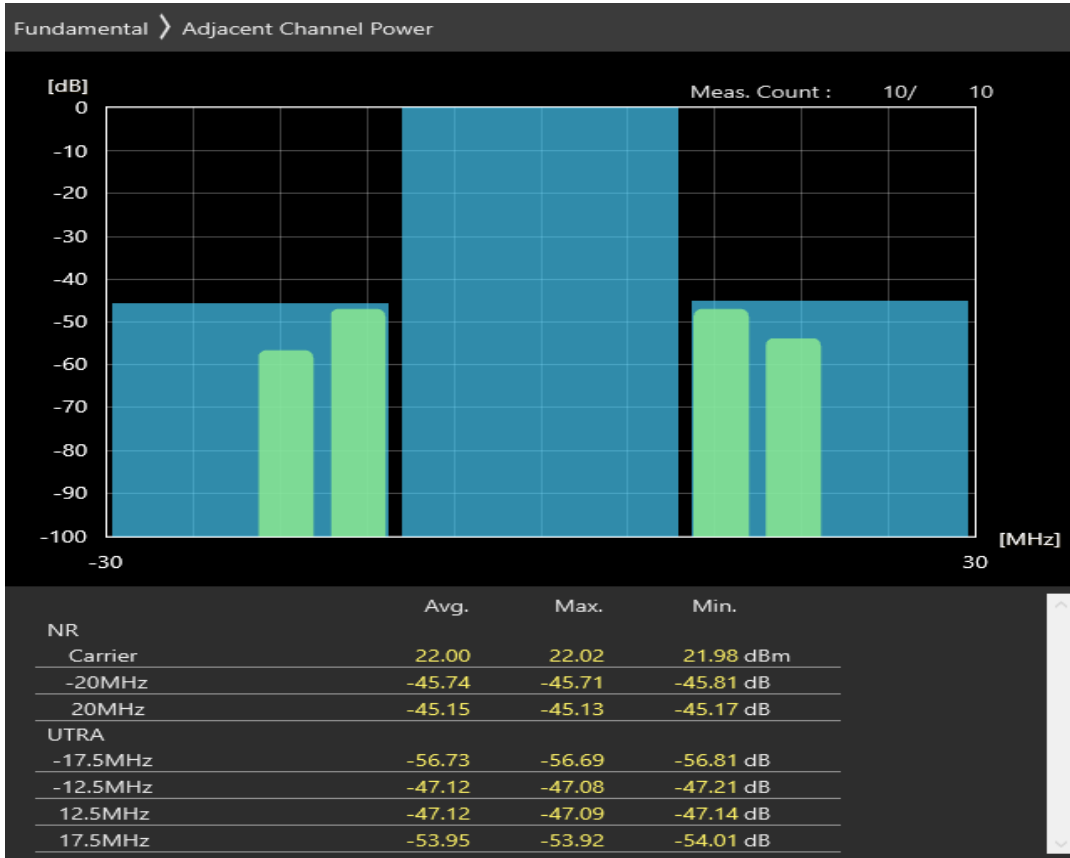 Fundamental ❯ Adjacent Channel Power
[dB]
Meas. Count : 10/ 10
0
-10
-20
-30
-40
-50
-60
-70
-80
-90
-100
[MHz]
-30 30
Avg. Max. Min.
NR
Carrier 22.00 22.02 21.98 dBm
-20MHz -45.74 -45.71 -45.81 dB
20MHz -45.15 -45.13 -45.17 dB
UTRA
-17.5MHz -56.73 -56.69 -56.81 dB
-12.5MHz -47.12 -47.08 -47.21 dB
12.5MHz -47.12 -47.09 -47.14 dB
17.5MHz -53.95 -53.92 -54.01 dB